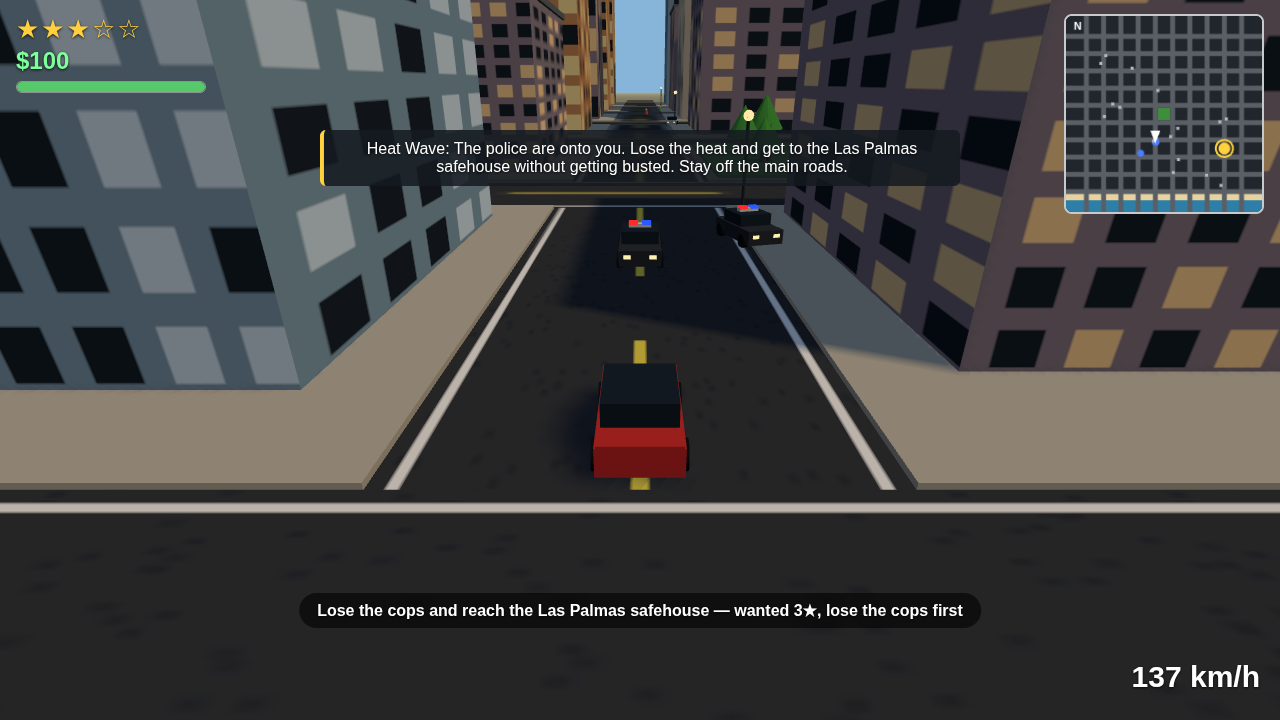 ★★★☆☆
$100
N
Heat Wave: The police are onto you. Lose the heat and get to the Las Palmas
safehouse without getting busted. Stay off the main roads.
Lose the cops and reach the Las Palmas safehouse — wanted 3★, lose the cops first
137 km/h